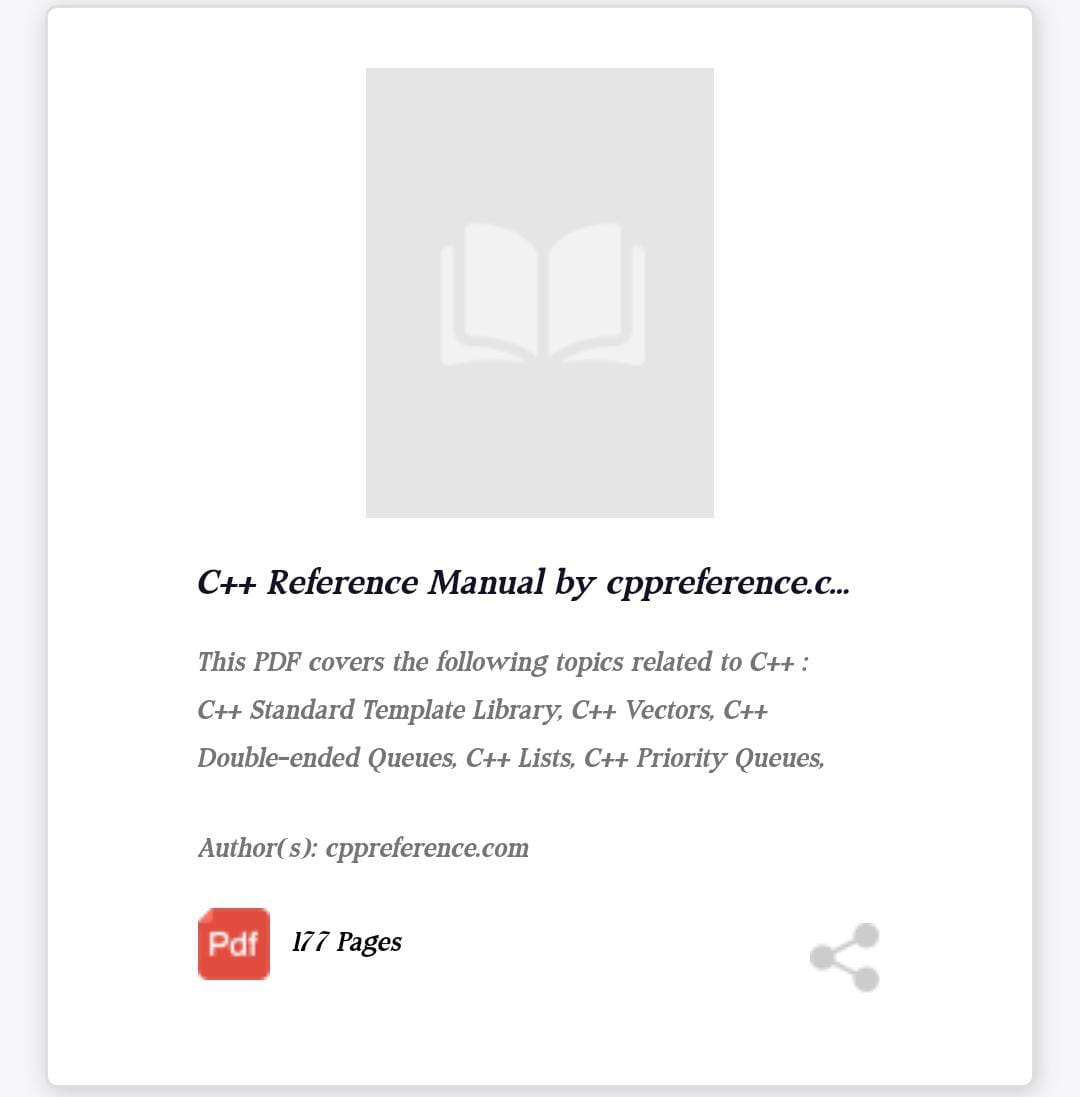 C++ Reference Manual by cppreference.c...
This PDF covers the following topics related to C++ :
C++ Standard Template Library, C++ Vectors, C++
Double-ended Queues, C++ Lists, C++ Priority Queues,
Author(s): cppreference.com
Pdf 177 Pages